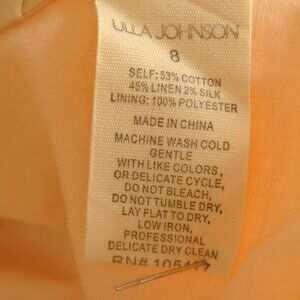 ULLA JOHNSON
8
SELF: 53% COTTON
45% LINEN 2% SILK
LINING: 100% POLYESTER
MADE IN CHINA
MACHINE WASH COLD
GENTLE
WITH LIKE COLORS,
OR DELICATE CYCLE,
DO NOT BLEACH,
DO NOT TUMBLE DRY,
LAY FLAT TO DRY,
LOW IRON,
PROFESSIONAL
DELICATE DRY CLEAN
RN#